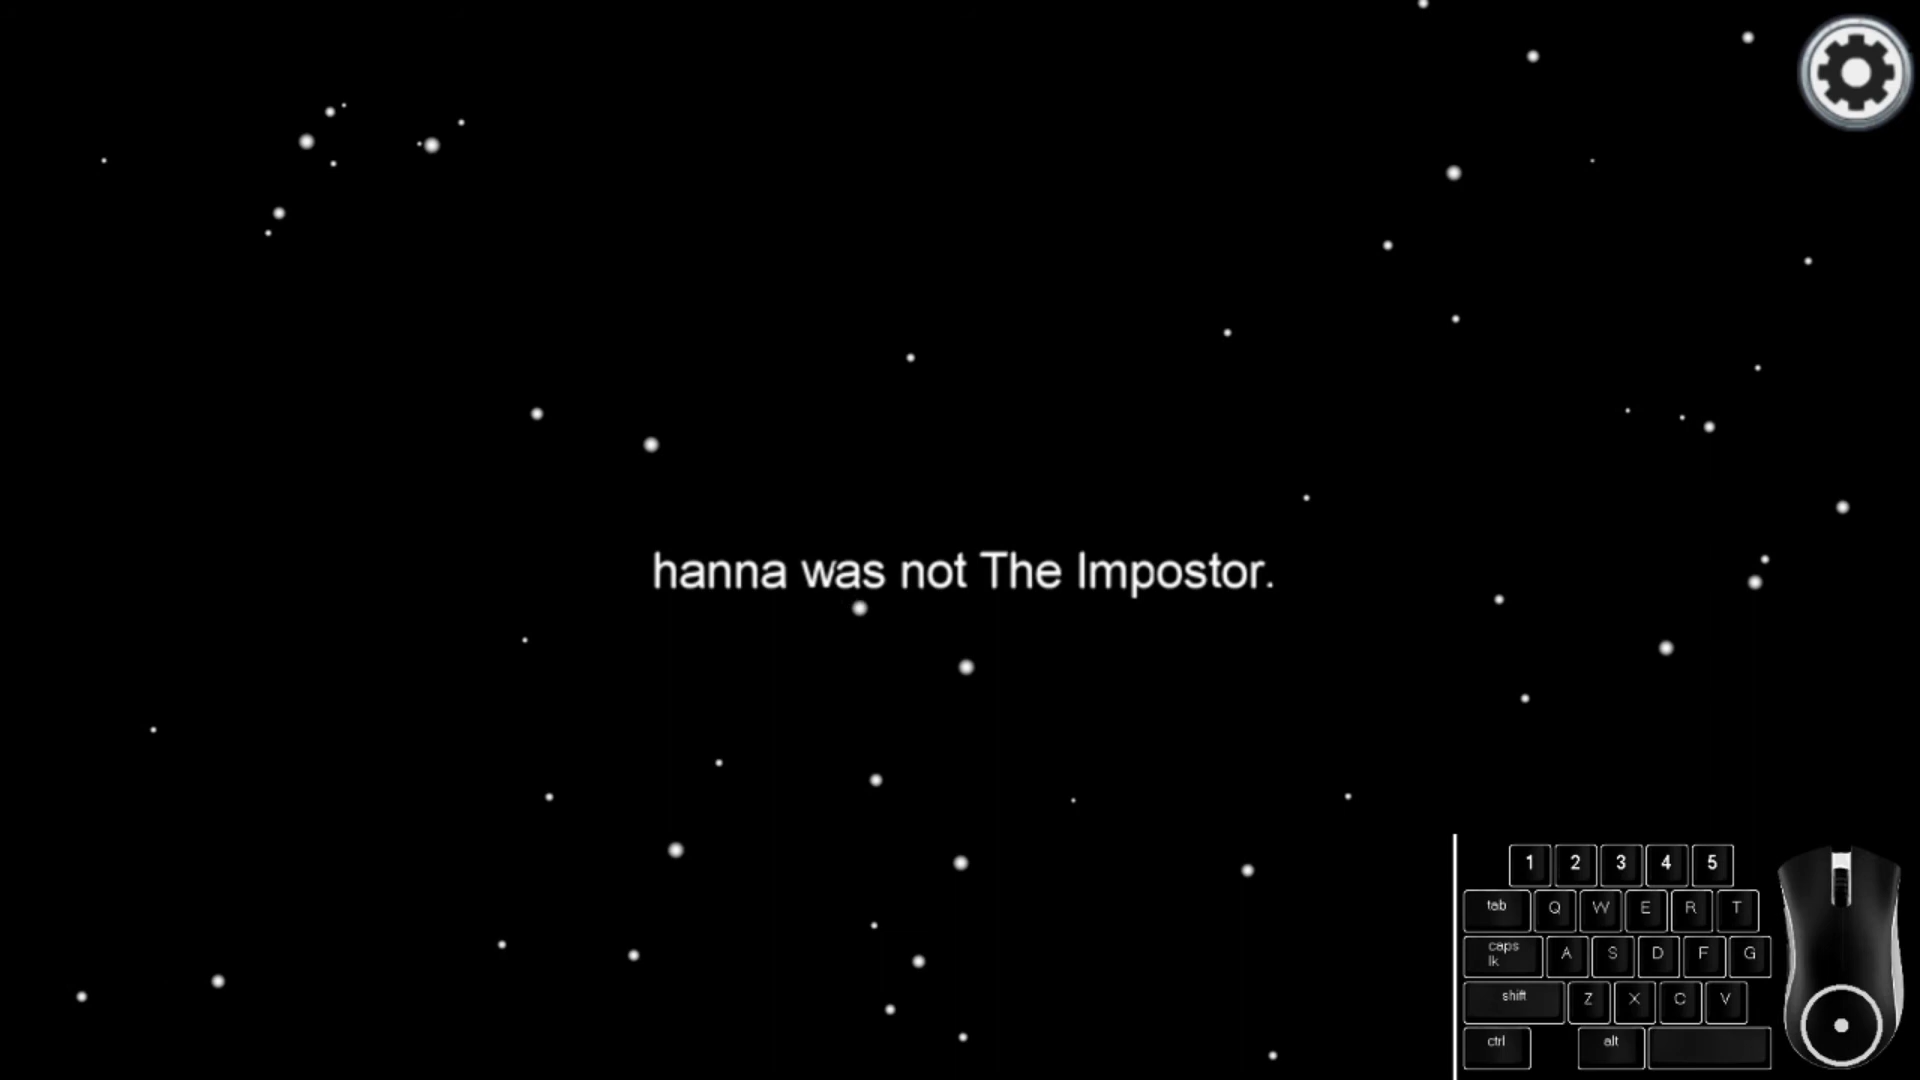 hanna was not The Impostor.
1 2 3 4 5
tab Q W E R T
caps
lk A S D F G
shift Z X C V
ctrl alt